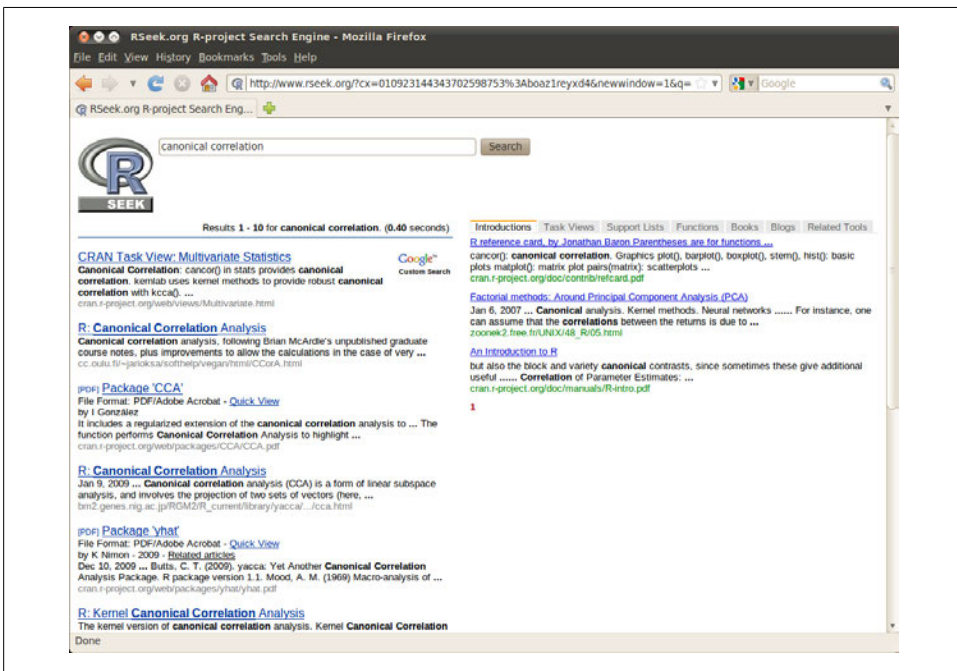 RSeek.org R-project Search Engine - Mozilla Firefox
File Edit View History Bookmarks Tools Help
http://www.rseek.org/?cx=010923144343702598753%3Aboaz1reyxd4&newwindow=1&q=
Google
RSeek.org R-project Search Eng...
R
SEEK
canonical correlation
Search
Results 1 - 10 for canonical correlation. (0.40 seconds)
CRAN Task View: Multivariate Statistics
Google™
Custom Search
Canonical Correlation: cancor() in stats provides canonical
correlation. kernlab uses kernel methods to provide robust canonical
correlation with kcca(). ...
cran.r-project.org/web/views/Multivariate.html
R: Canonical Correlation Analysis
Canonical correlation analysis, following Brian McArdle's unpublished graduate
course notes, plus improvements to allow the calculations in the case of very ...
cc.oulu.fi/~jarioksa/softhelp/vegan/html/CCorA.html
[PDF] Package 'CCA'
File Format: PDF/Adobe Acrobat - Quick View
by I González
It includes a regularized extension of the canonical correlation analysis to ... The
function performs Canonical Correlation Analysis to highlight ...
cran.r-project.org/web/packages/CCA/CCA.pdf
R: Canonical Correlation Analysis
Jan 9, 2009 ... Canonical correlation analysis (CCA) is a form of linear subspace
analysis, and involves the projection of two sets of vectors (here, ...
bm2.genes.nig.ac.jp/RGM2/R_current/library/yacca/.../cca.html
[PDF] Package 'yhat'
File Format: PDF/Adobe Acrobat - Quick View
by K Nimon - 2009 - Related articles
Dec 10, 2009 ... Butts, C. T. (2009). yacca: Yet Another Canonical Correlation
Analysis Package. R package version 1.1. Mood, A. M. (1969) Macro-analysis of ...
cran.r-project.org/web/packages/yhat/yhat.pdf
R: Kernel Canonical Correlation Analysis
The kernel version of canonical correlation analysis. Kernel Canonical Correlation
Introductions Task Views Support Lists Functions Books Blogs Related Tools
R reference card, by Jonathan Baron Parentheses are for functions ...
cancor(): canonical correlation. Graphics plot(), barplot(), boxplot(), stem(), hist(): basic
plots matplot(): matrix plot pairs(matrix): scatterplots ...
cran.r-project.org/doc/contrib/refcard.pdf
Factorial methods: Around Principal Component Analysis (PCA)
Jan 6, 2007 ... Canonical analysis. Kernel methods. Neural networks ...... For instance, one
can assume that the correlations between the returns is due to ...
zoonek2.free.fr/UNIX/48_R/05.html
An Introduction to R
but also the block and variety canonical contrasts, since sometimes these give additional
useful ...... Correlation of Parameter Estimates: ...
cran.r-project.org/doc/manuals/R-intro.pdf
1
Done